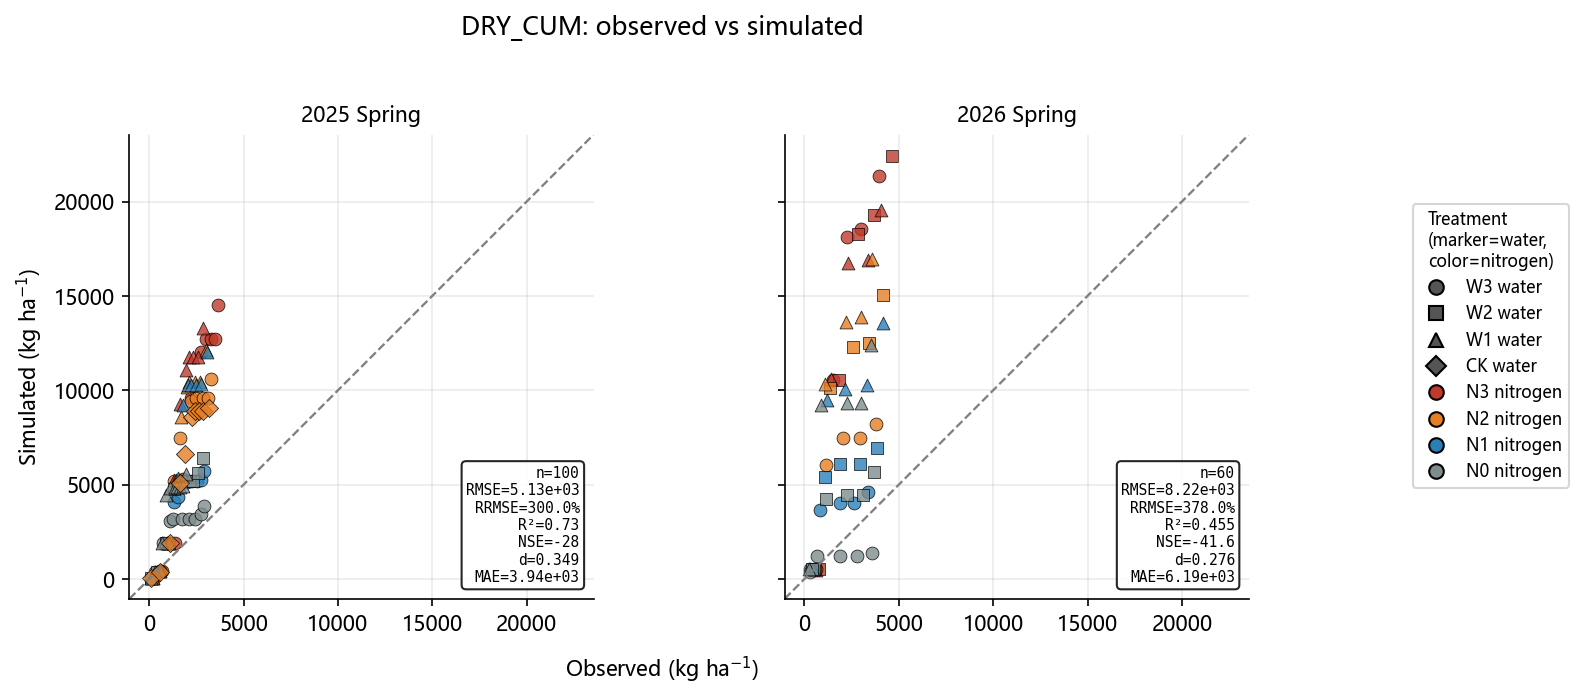 DRY_CUM: observed vs simulated
2025 Spring
2026 Spring
Simulated (kg ha⁻¹)
20000
15000
10000
5000
0
0 5000 10000 15000 20000
0 5000 10000 15000 20000
Observed (kg ha⁻¹)
n=100
RMSE=5.13e+03
RRMSE=300.0%
R²=0.73
NSE=-28
d=0.349
MAE=3.94e+03
n=60
RMSE=8.22e+03
RRMSE=378.0%
R²=0.455
NSE=-41.6
d=0.276
MAE=6.19e+03
Treatment
(marker=water,
color=nitrogen)
W3 water
W2 water
W1 water
CK water
N3 nitrogen
N2 nitrogen
N1 nitrogen
N0 nitrogen